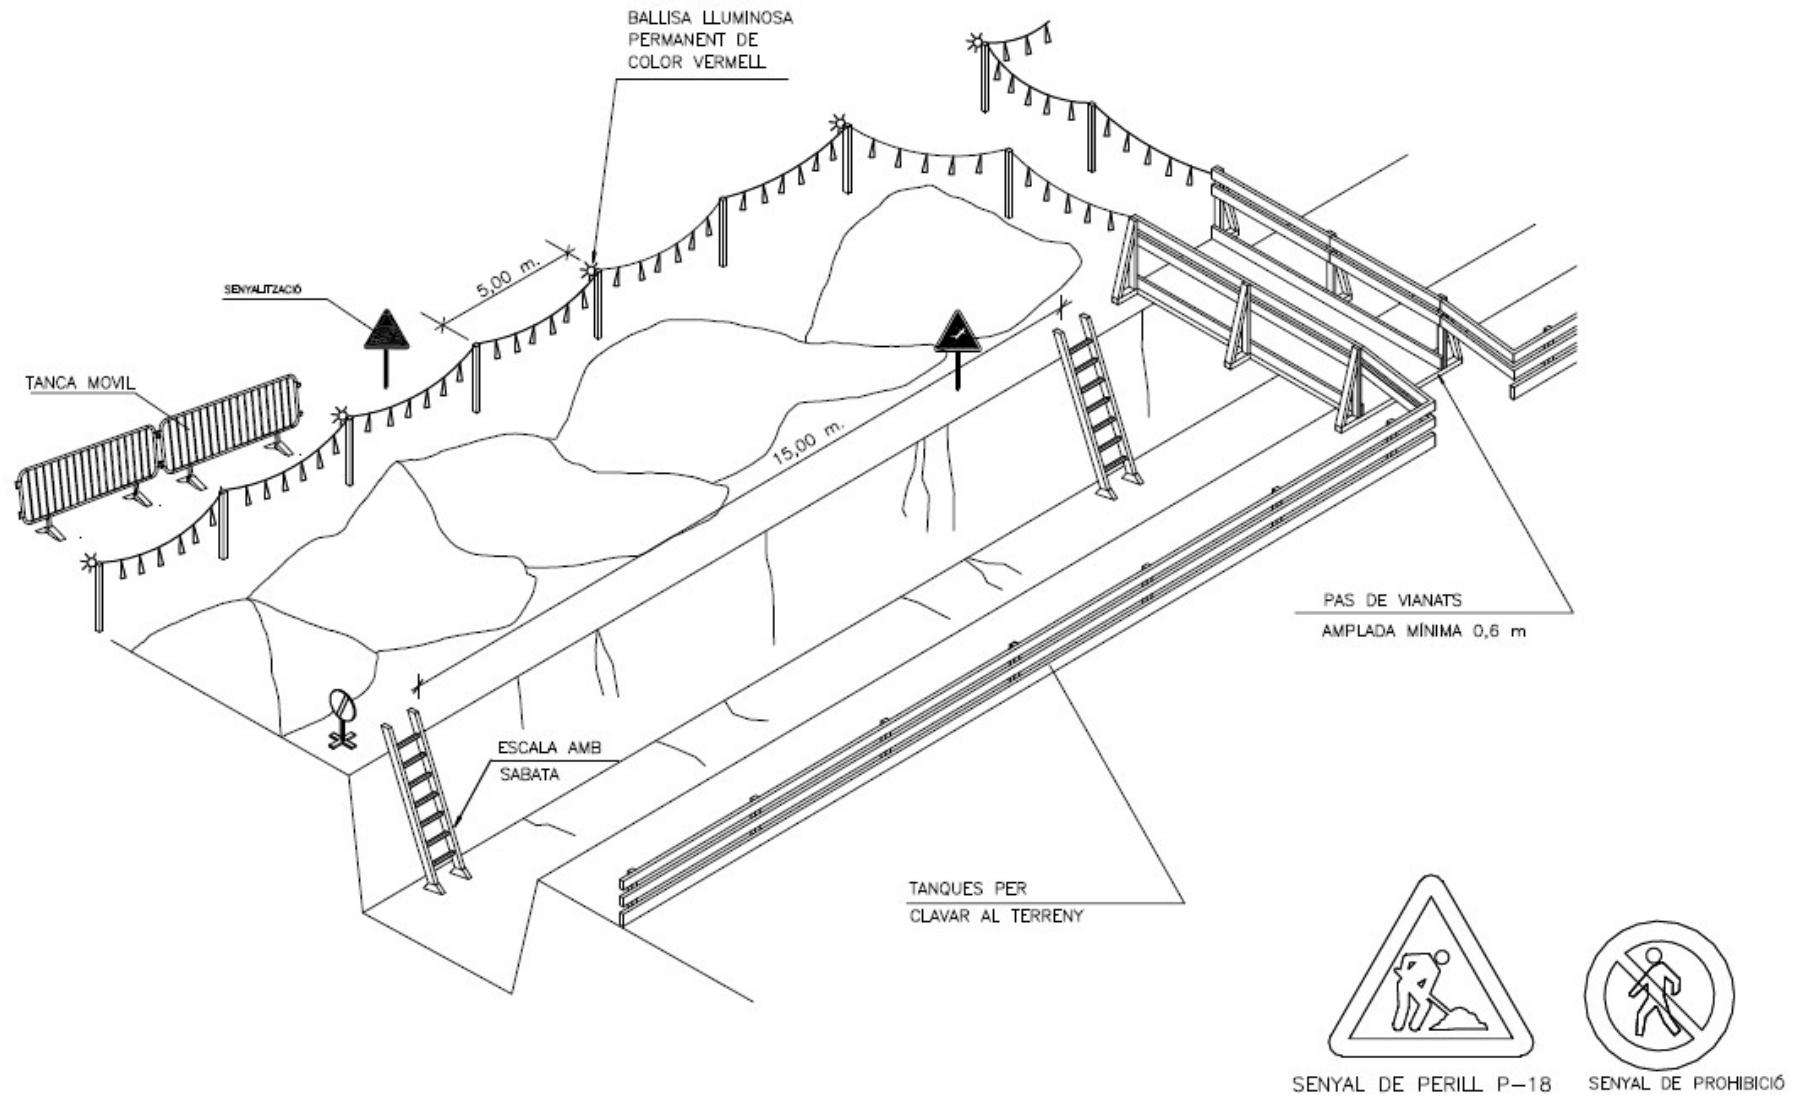 BALLISA LLUMINOSA
PERMANENT DE
COLOR VERMELL
5,00 m.
SENYALITZACIÓ
TANCA MOVIL
15,00 m.
PAS DE VIANATS
AMPLADA MÍNIMA 0,6 m
ESCALA AMB
SABATA
TANQUES PER
CLAVAR AL TERRENY
SENYAL DE PERILL P-18
SENYAL DE PROHIBICIÓ